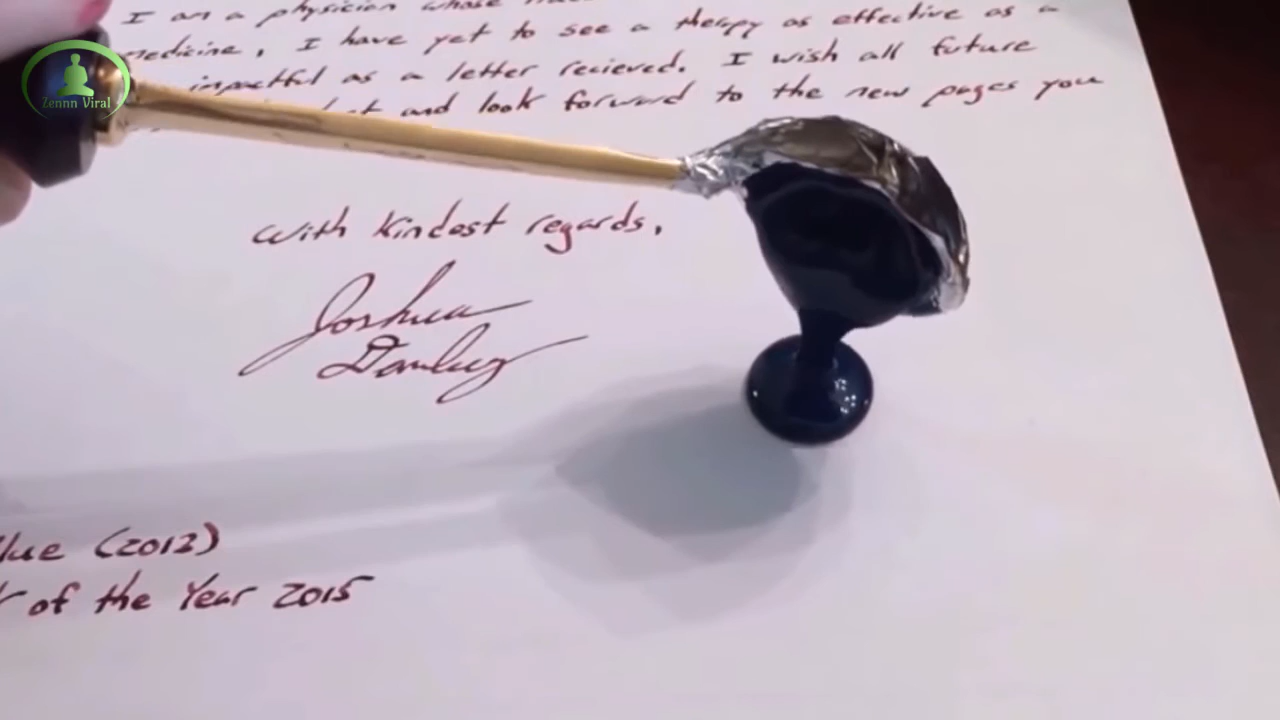 I am a physician whose
medicine, I have yet to see a therapy as effective as a
impactful as a letter recieved. I wish all future
and look forward to the new pages you
Zennn Viral
With kindest regards,
Joshua
(2012)
of the Year 2015